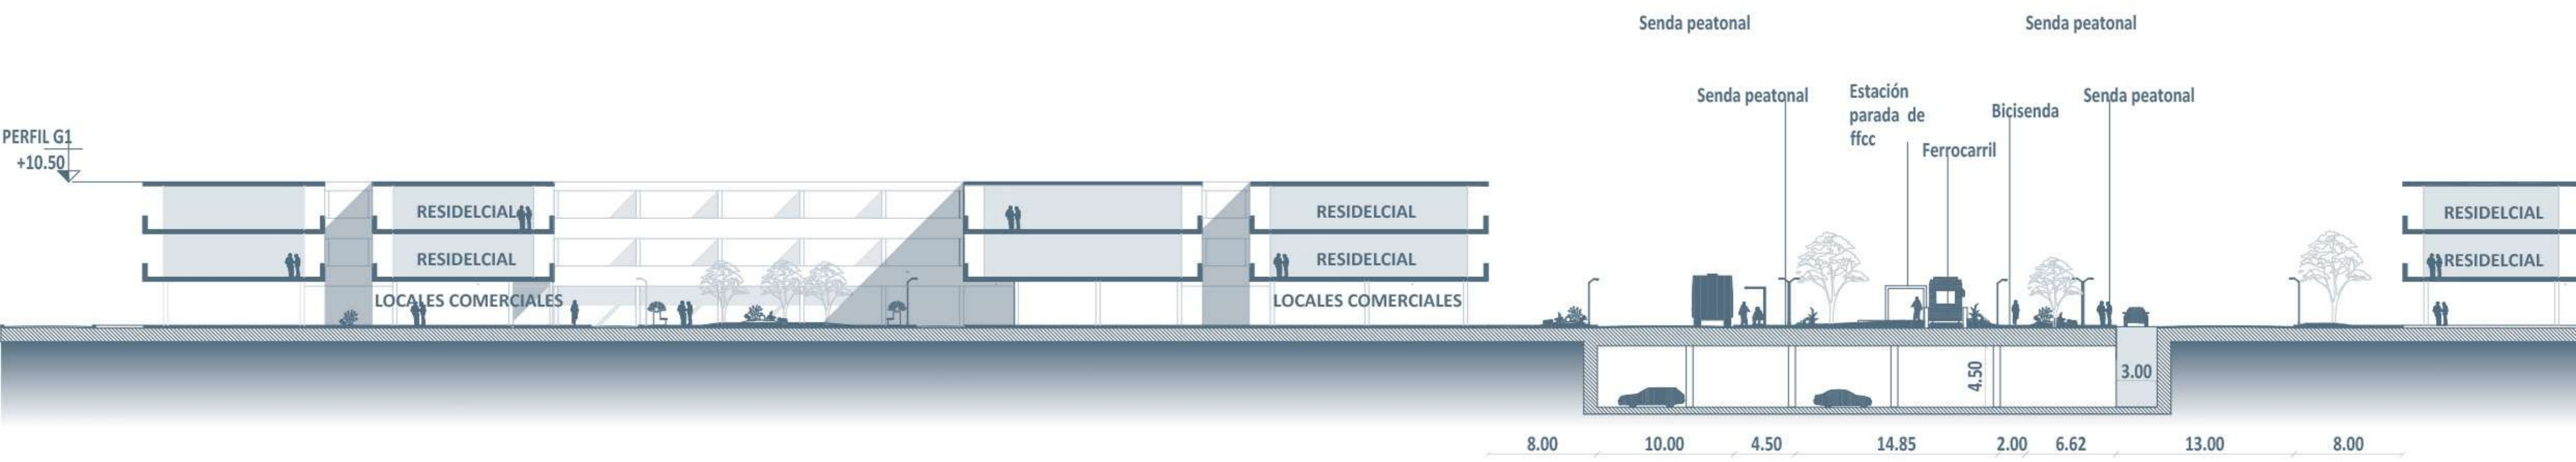 Senda peatonal
Senda peatonal
Senda peatonal
Estación
parada de
ffcc
Ferrocarril
Bicisenda
Senda peatonal
PERFIL G1
+10.50
RESIDELCIAL
RESIDELCIAL
RESIDELCIAL
RESIDELCIAL
RESIDELCIAL
RESIDELCIAL
LOCALES COMERCIALES
LOCALES COMERCIALES
4.50
3.00
8.00
10.00
4.50
14.85
2.00
6.62
13.00
8.00